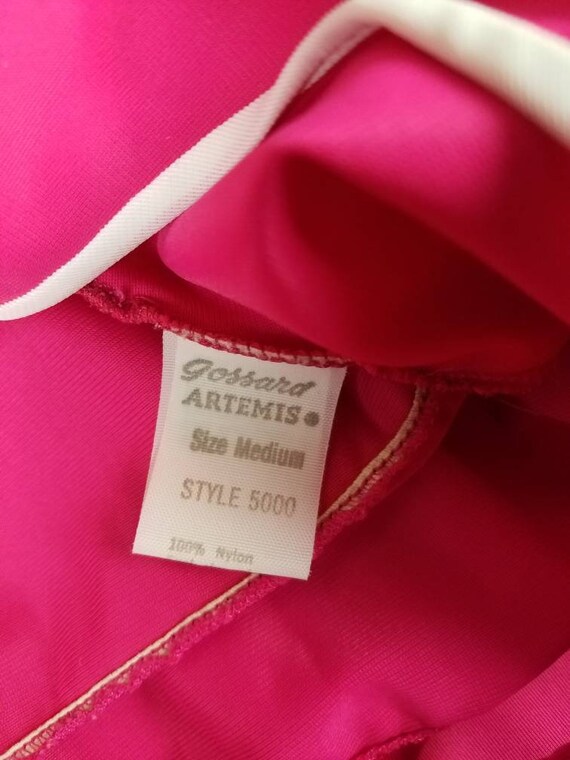 gossard
ARTEMIS®
Size Medium
STYLE 5000
100% Nylon